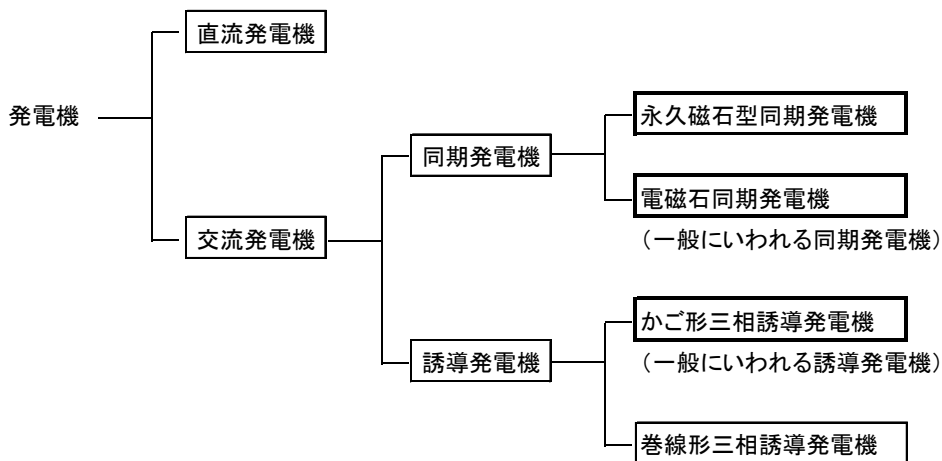 直流発電機
発電機
永久磁石型同期発電機
同期発電機
電磁石同期発電機
（一般にいわれる同期発電機）
交流発電機
かご形三相誘導発電機
誘導発電機
（一般にいわれる誘導発電機）
巻線形三相誘導発電機